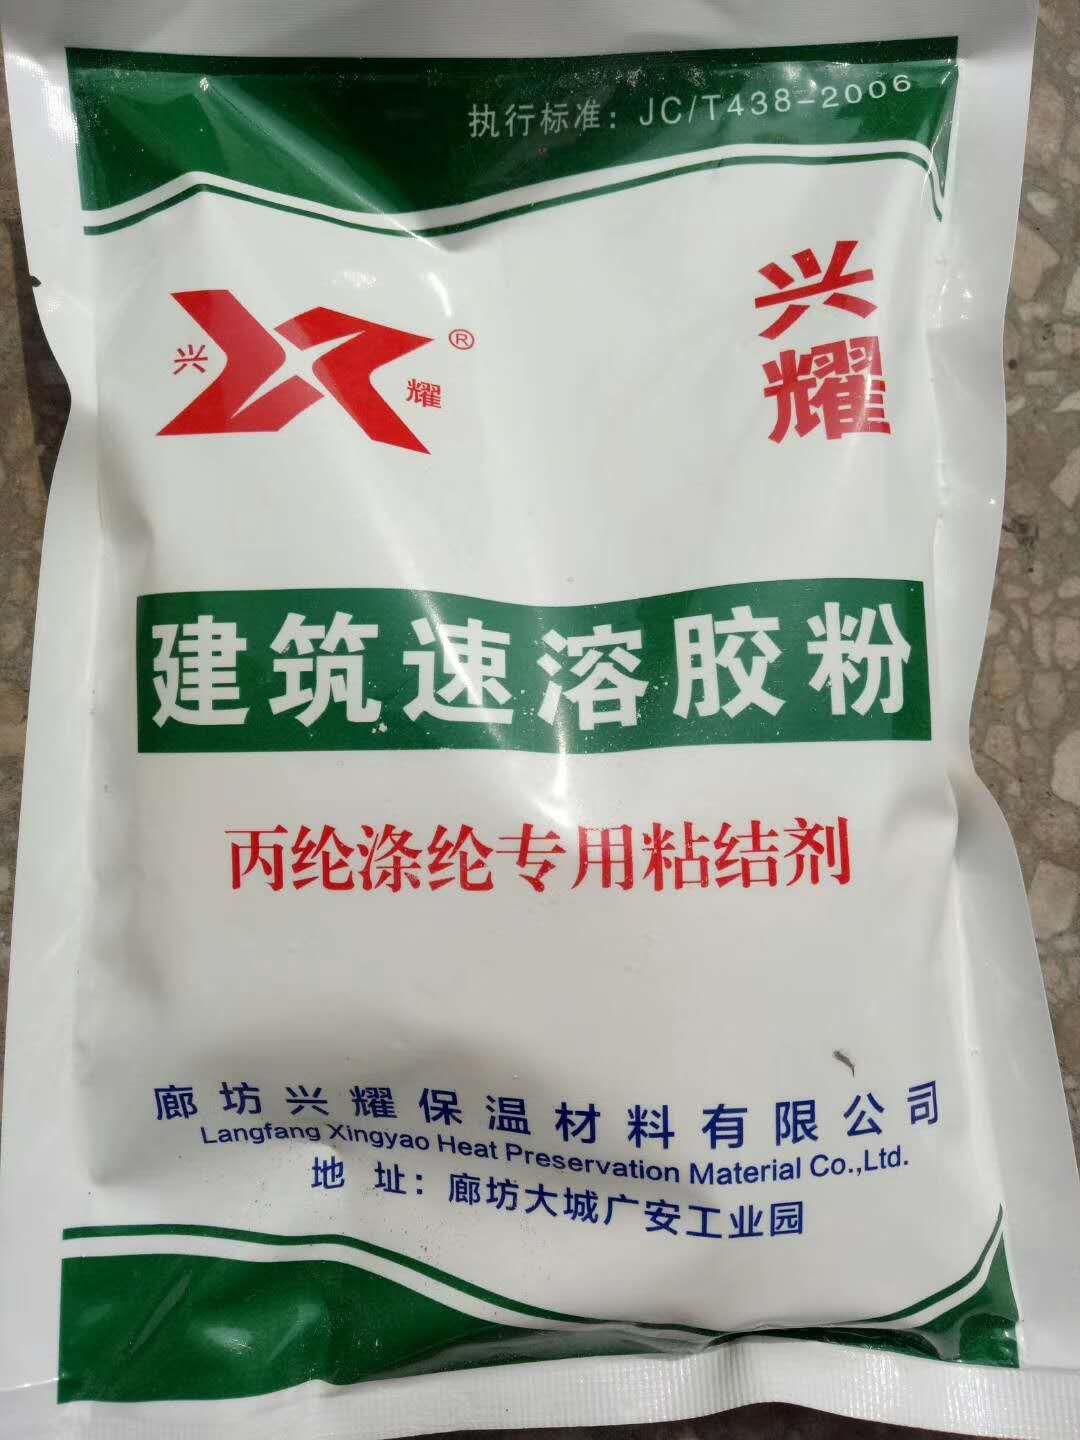 执行标准：JC/T438-2006
兴
耀
®
兴
耀
建筑速溶胶粉
丙纶涤纶专用粘结剂
廊坊兴耀保温材料有限公司
Langfang Xingyao Heat Preservation Material Co.,Ltd.
地 址：廊坊大城广安工业园